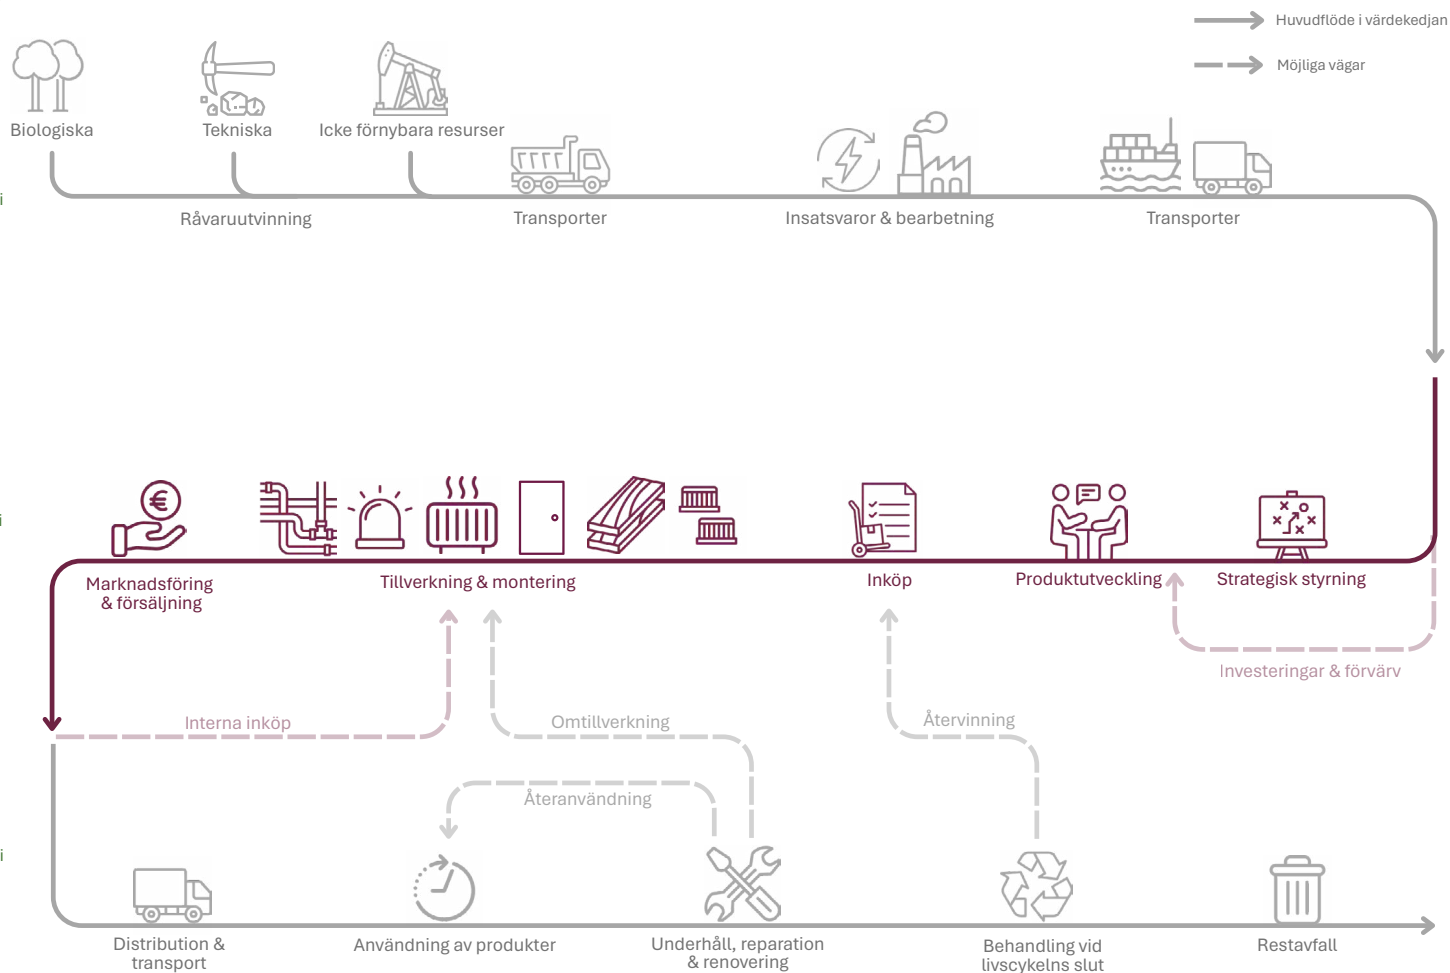 Huvudflöde i värdekedjan
Möjliga vägar
Biologiska
Tekniska
Icke förnybara resurser
i
Råvaruutvinning
Transporter
Insatsvaror & bearbetning
Transporter
i
Marknadsföring
& försäljning
Tillverkning & montering
Inköp
Produktutveckling
Strategisk styrning
Investeringar & förvärv
Interna inköp
Omtillverkning
Återvinning
Återanvändning
i
Distribution &
transport
Användning av produkter
Underhåll, reparation
& renovering
Behandling vid
livscykelns slut
Restavfall